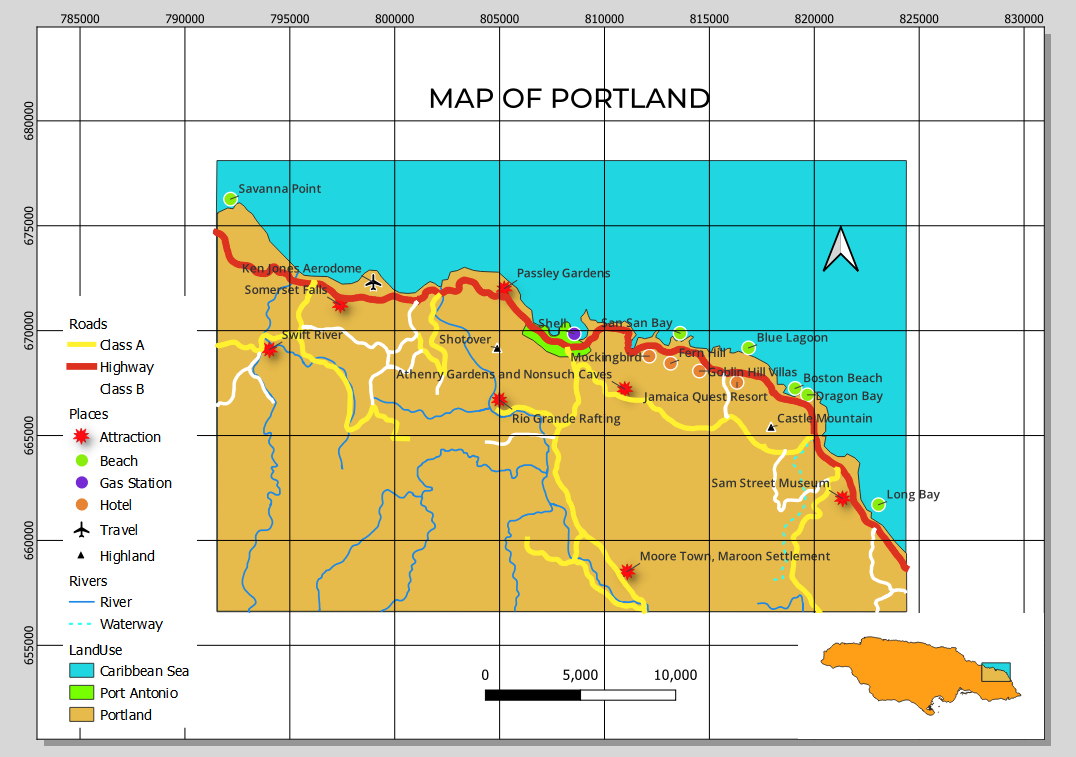 785000 790000 795000 800000 805000 810000 815000 820000 825000 830000
MAP OF PORTLAND
680000
675000
670000
665000
660000
655000
Savanna Point
Ken Jones Aerodome
Passley Gardens
Somerset Falls
Shell
San San Bay
Swift River
Shotover
Blue Lagoon
Mockingbird
Fern Hill
Athenry Gardens and Nonsuch Caves
Goblin Hill Villas
Boston Beach
Jamaica Quest Resort
Dragon Bay
Rio Grande Rafting
Castle Mountain
Sam Street Museum
Long Bay
Moore Town, Maroon Settlement
Roads
Class A
Highway
Class B
Places
Attraction
Beach
Gas Station
Hotel
Travel
Highland
Rivers
River
Waterway
LandUse
Caribbean Sea
Port Antonio
Portland
0 5,000 10,000